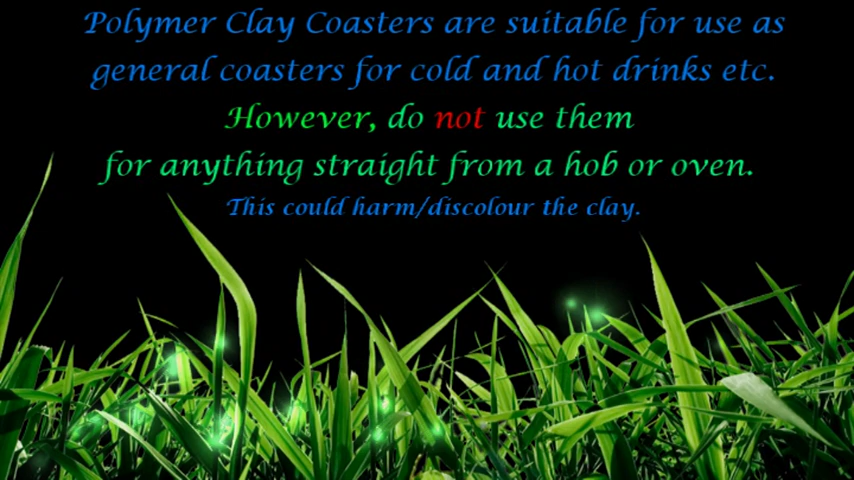 Polymer Clay Coasters are suitable for use as
general coasters for cold and hot drinks etc.
However, do not use them
for anything straight from a hob or oven.
This could harm/discolour the clay.